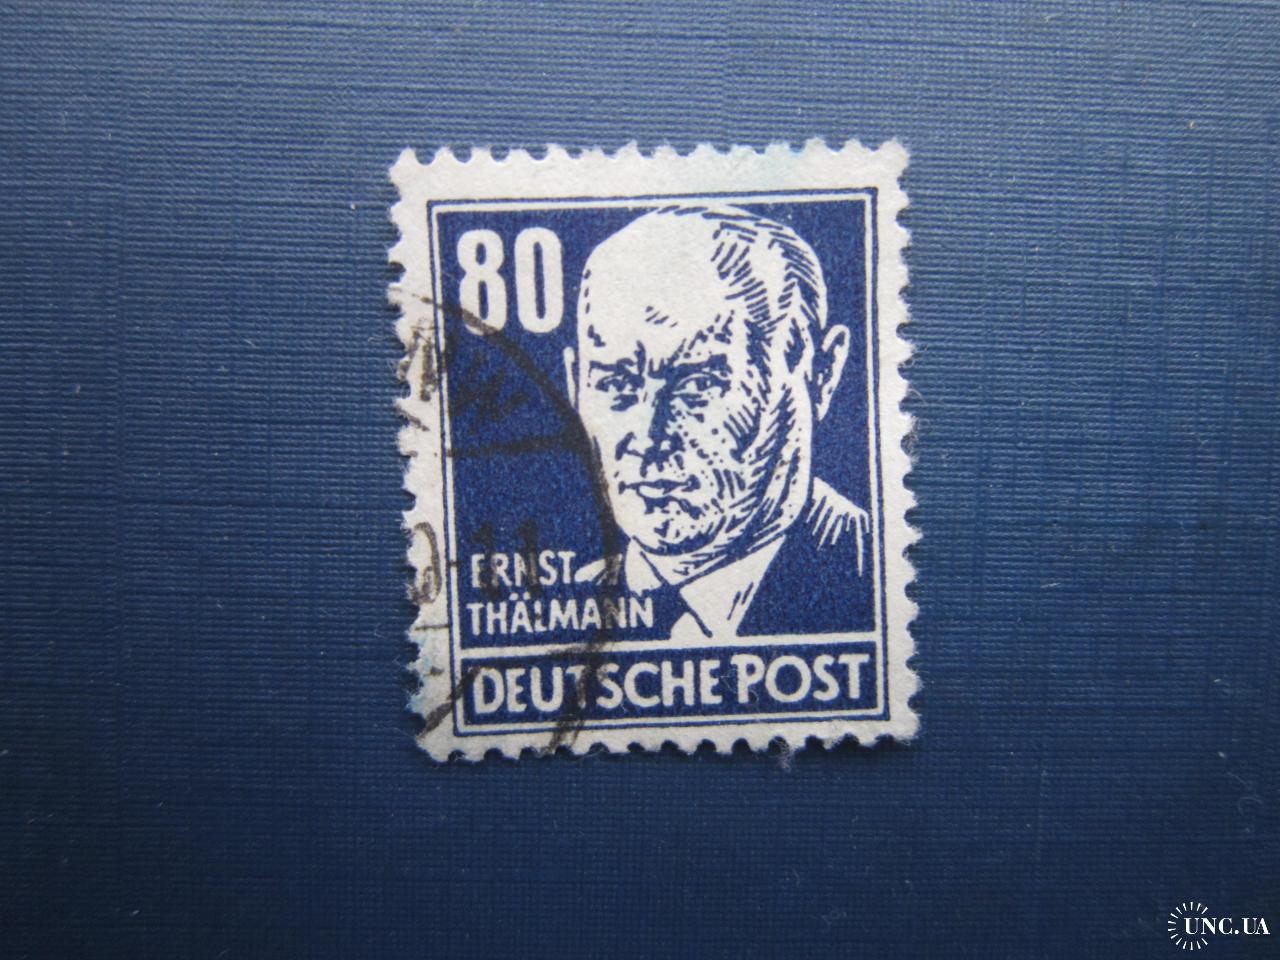 80
ERNST
THÄLMANN
DEUTSCHE POST
UNC.UA